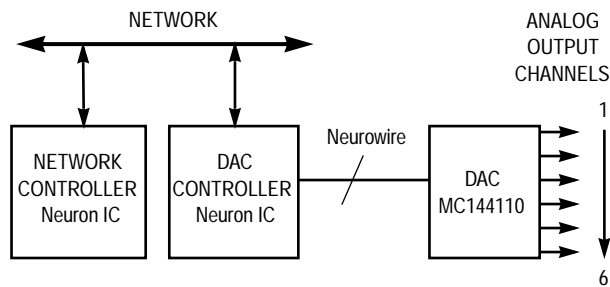 NETWORK
ANALOG
OUTPUT
CHANNELS
1
NETWORK
CONTROLLER
Neuron IC
DAC
CONTROLLER
Neuron IC
Neurowire
DAC
MC144110
6